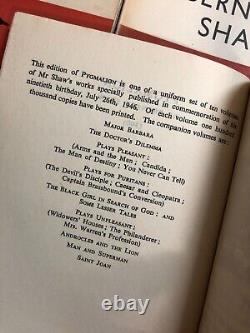 ERN
SHA
This edition of PYGMALION is one of a uniform set of ten volumes
of Mr Shaw's works specially published in commemoration of his
ninetieth birthday, July 26th, 1946. Of each volume one hundred
thousand copies have been printed. The companion volumes are:
MAJOR BARBARA
THE DOCTOR'S DILEMMA
PLAYS PLEASANT:
(Arms and the Man; Candida;
The Man of Destiny; You Never Can Tell)
PLAYS FOR PURITANS:
(The Devil's Disciple; Caesar and Cleopatra;
Captain Brassbound's Conversion)
THE BLACK GIRL IN SEARCH OF GOD: AND
SOME LESSER TALES
PLAYS UNPLEASANT:
(Widowers' Houses; The Philanderer;
Mrs. Warren's Profession)
ANDROCLES AND THE LION
MAN AND SUPERMAN
SAINT JOAN